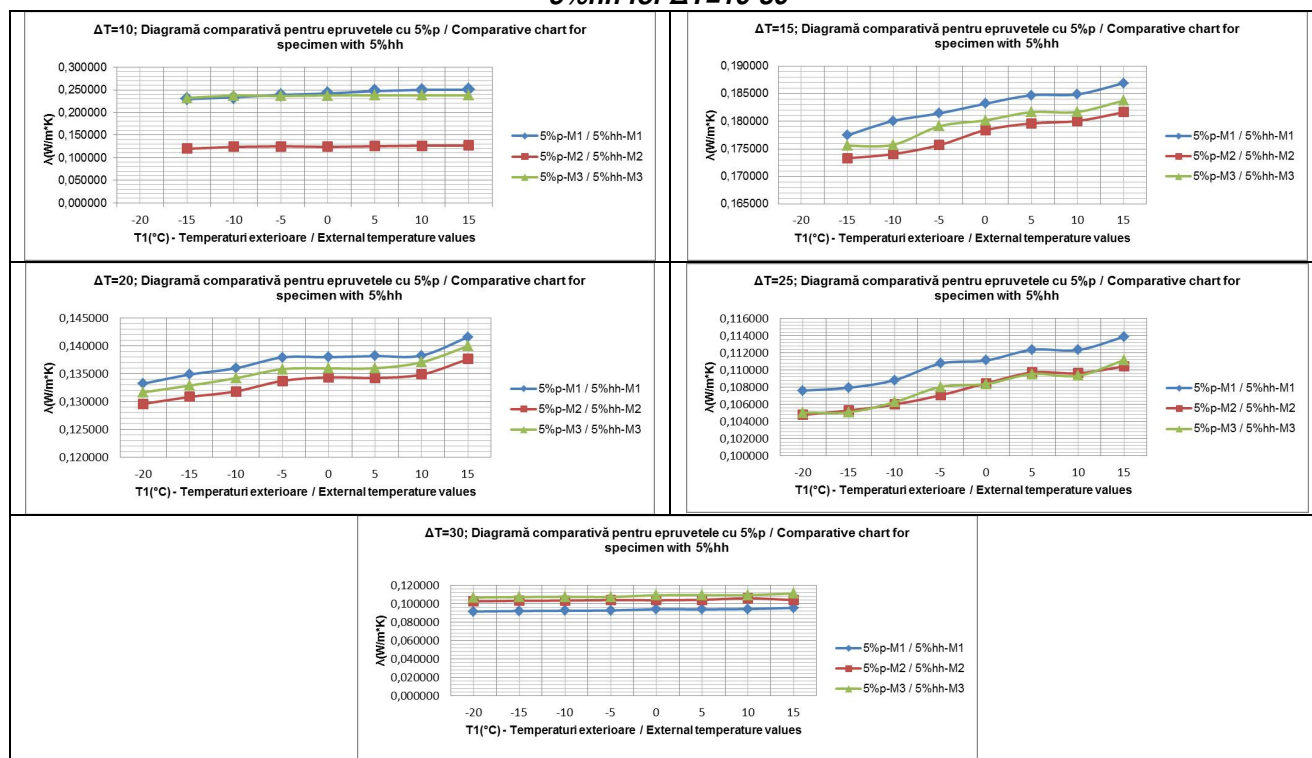 5%hh for ΔT=10-30
ΔT=10; Diagramă comparativă pentru epruvetele cu 5%p / Comparative chart for
specimen with 5%hh
0,300000
0,250000
0,200000
0,150000
0,100000
0,050000
0,000000
λ(W/m*K)
-20 -15 -10 -5 0 5 10 15
T1(°C) - Temperaturi exterioare / External temperature values
5%p-M1 / 5%hh-M1
5%p-M2 / 5%hh-M2
5%p-M3 / 5%hh-M3
ΔT=15; Diagramă comparativă pentru epruvetele cu 5%p / Comparative chart for
specimen with 5%hh
0,190000
0,185000
0,180000
0,175000
0,170000
0,165000
λ(W/m*K)
-20 -15 -10 -5 0 5 10 15
T1(°C) - Temperaturi exterioare / External temperature values
5%p-M1 / 5%hh-M1
5%p-M2 / 5%hh-M2
5%p-M3 / 5%hh-M3
ΔT=20; Diagramă comparativă pentru epruvetele cu 5%p / Comparative chart for
specimen with 5%hh
0,145000
0,140000
0,135000
0,130000
0,125000
0,120000
λ(W/m*K)
-20 -15 -10 -5 0 5 10 15
T1(°C) - Temperaturi exterioare / External temperature values
5%p-M1 / 5%hh-M1
5%p-M2 / 5%hh-M2
5%p-M3 / 5%hh-M3
ΔT=25; Diagramă comparativă pentru epruvetele cu 5%p / Comparative chart for
specimen with 5%hh
0,116000
0,114000
0,112000
0,110000
0,108000
0,106000
0,104000
0,102000
0,100000
λ(W/m*K)
-20 -15 -10 -5 0 5 10 15
T1(°C) - Temperaturi exterioare / External temperature values
5%p-M1 / 5%hh-M1
5%p-M2 / 5%hh-M2
5%p-M3 / 5%hh-M3
ΔT=30; Diagramă comparativă pentru epruvetele cu 5%p / Comparative chart for
specimen with 5%hh
0,120000
0,100000
0,080000
0,060000
0,040000
0,020000
0,000000
λ(W/m*K)
-20 -15 -10 -5 0 5 10 15
T1(°C) - Temperaturi exterioare / External temperature values
5%p-M1 / 5%hh-M1
5%p-M2 / 5%hh-M2
5%p-M3 / 5%hh-M3